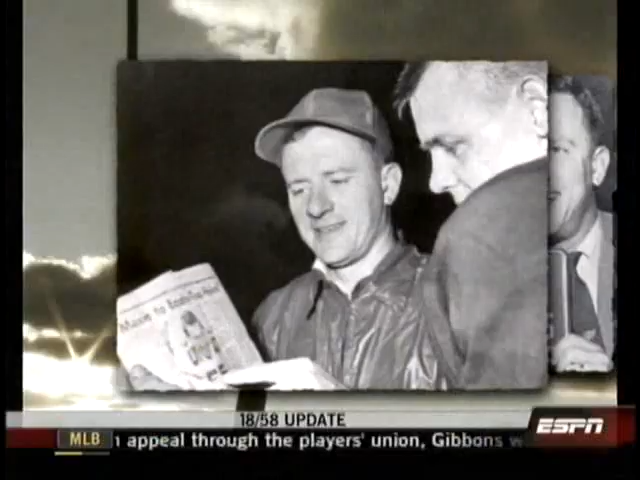 18/58 UPDATE
ESPN
MLB
appeal through the players' union, Gibbons